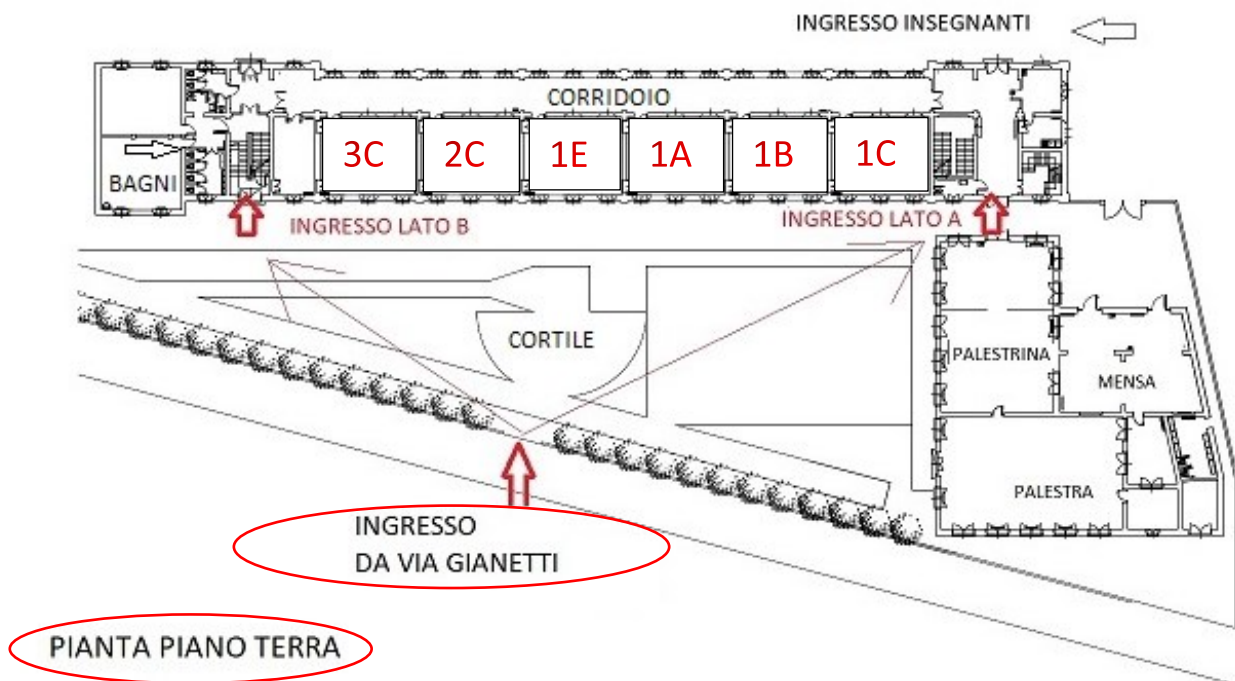 INGRESSO INSEGNANTI
CORRIDOIO
3C
2C
1E
1A
1B
1C
BAGNI
INGRESSO LATO B
INGRESSO LATO A
CORTILE
PALESTRINA
MENSA
PALESTRA
INGRESSO
DA VIA GIANETTI
PIANTA PIANO TERRA